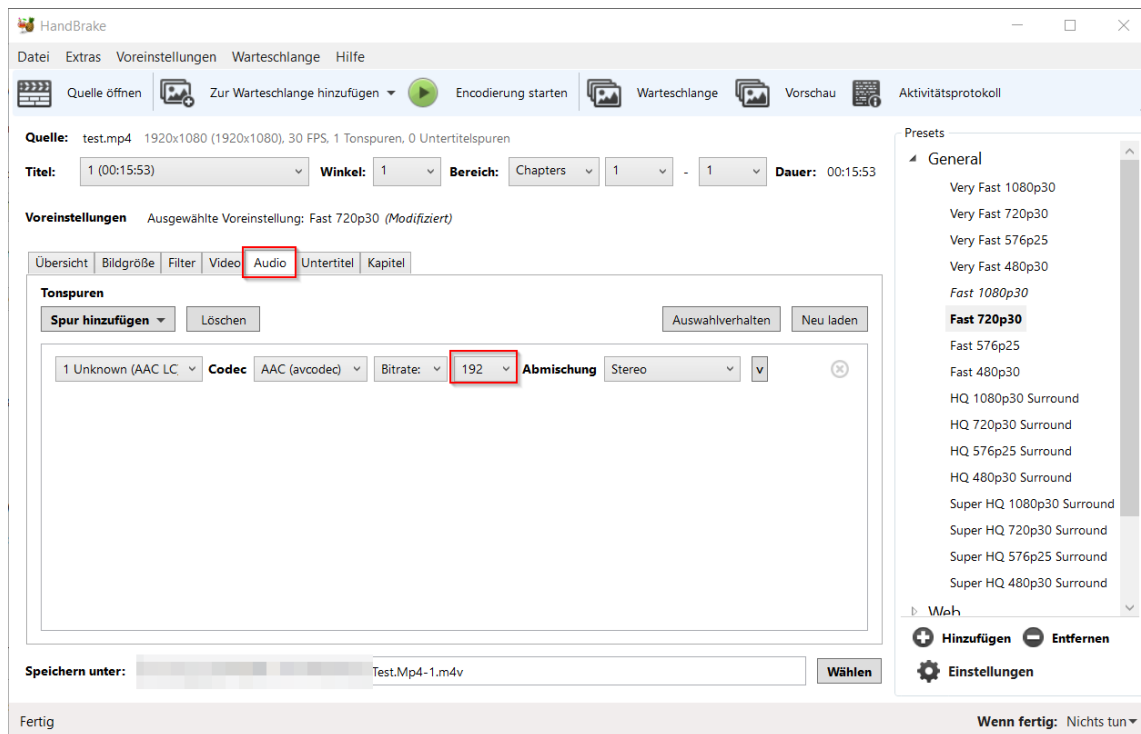 HandBrake
Datei Extras Voreinstellungen Warteschlange Hilfe
Quelle öffnen Zur Warteschlange hinzufügen Encodierung starten Warteschlange Vorschau Aktivitätsprotokoll
Quelle: test.mp4 1920x1080 (1920x1080), 30 FPS, 1 Tonspuren, 0 Untertitelspuren
Titel: 1 (00:15:53) Winkel: 1 Bereich: Chapters 1 - 1 Dauer: 00:15:53
Voreinstellungen Ausgewählte Voreinstellung: Fast 720p30 (Modifiziert)
Übersicht Bildgröße Filter Video Audio Untertitel Kapitel
Tonspuren
Spur hinzufügen Löschen Auswahlverhalten Neu laden
1 Unknown (AAC LC Codec AAC (avcodec) Bitrate: 192 Abmischung Stereo v
Speichern unter: Test.Mp4-1.m4v Wählen
Presets
General
Very Fast 1080p30
Very Fast 720p30
Very Fast 576p25
Very Fast 480p30
Fast 1080p30
Fast 720p30
Fast 576p25
Fast 480p30
HQ 1080p30 Surround
HQ 720p30 Surround
HQ 576p25 Surround
HQ 480p30 Surround
Super HQ 1080p30 Surround
Super HQ 720p30 Surround
Super HQ 576p25 Surround
Super HQ 480p30 Surround
Web
Hinzufügen Entfernen
Einstellungen
Fertig Wenn fertig: Nichts tun